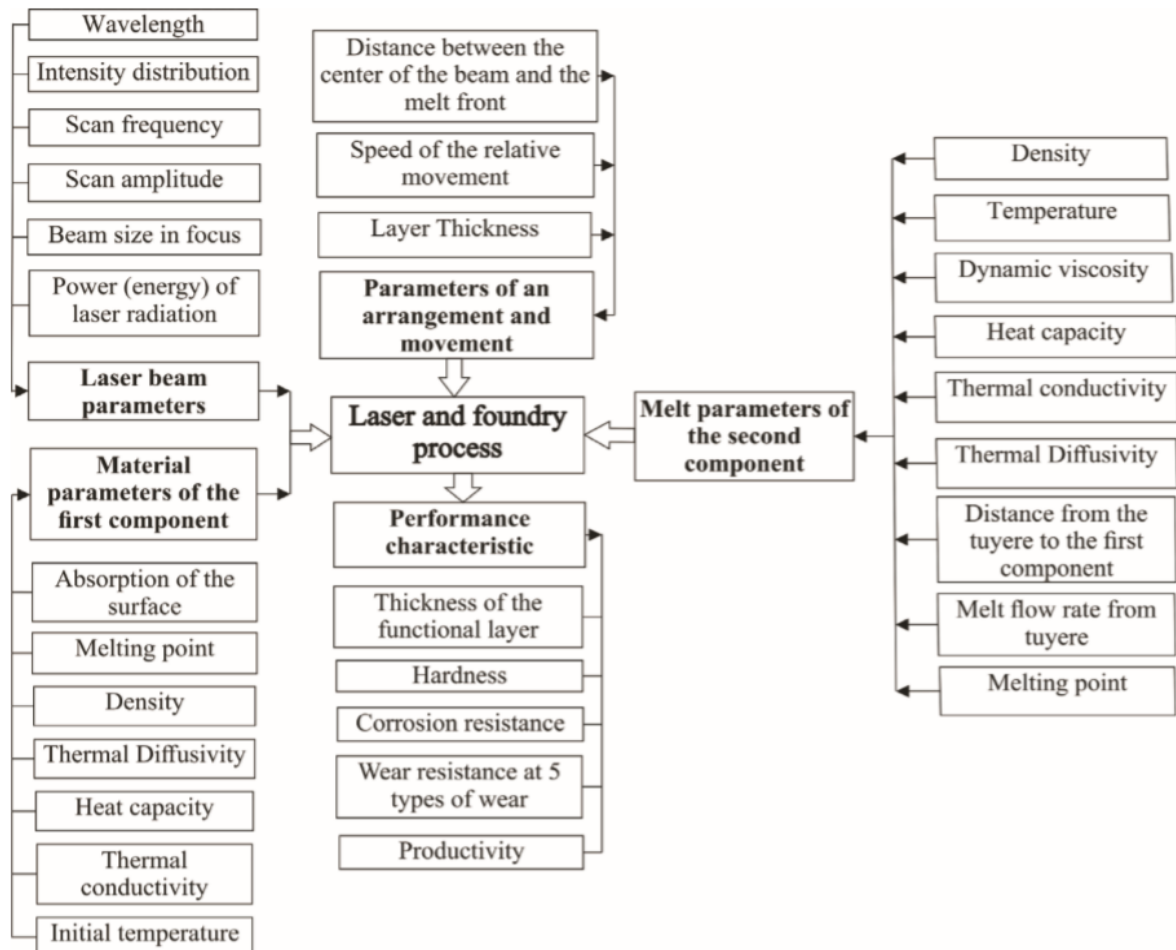 Wavelength
Intensity distribution
Scan frequency
Scan amplitude
Beam size in focus
Power (energy) of
laser radiation
Laser beam
parameters
Material
parameters of the
first component
Absorption of the
surface
Melting point
Density
Thermal Diffusivity
Heat capacity
Thermal
conductivity
Initial temperature
Distance between the
center of the beam and the
melt front
Speed of the relative
movement
Layer Thickness
Parameters of an
arrangement and
movement
Laser and foundry
process
Performance
characteristic
Thickness of the
functional layer
Hardness
Corrosion resistance
Wear resistance at 5
types of wear
Productivity
Melt parameters of
the second
component
Density
Temperature
Dynamic viscosity
Heat capacity
Thermal conductivity
Thermal Diffusivity
Distance from the
tuyere to the first
component
Melt flow rate from
tuyere
Melting point